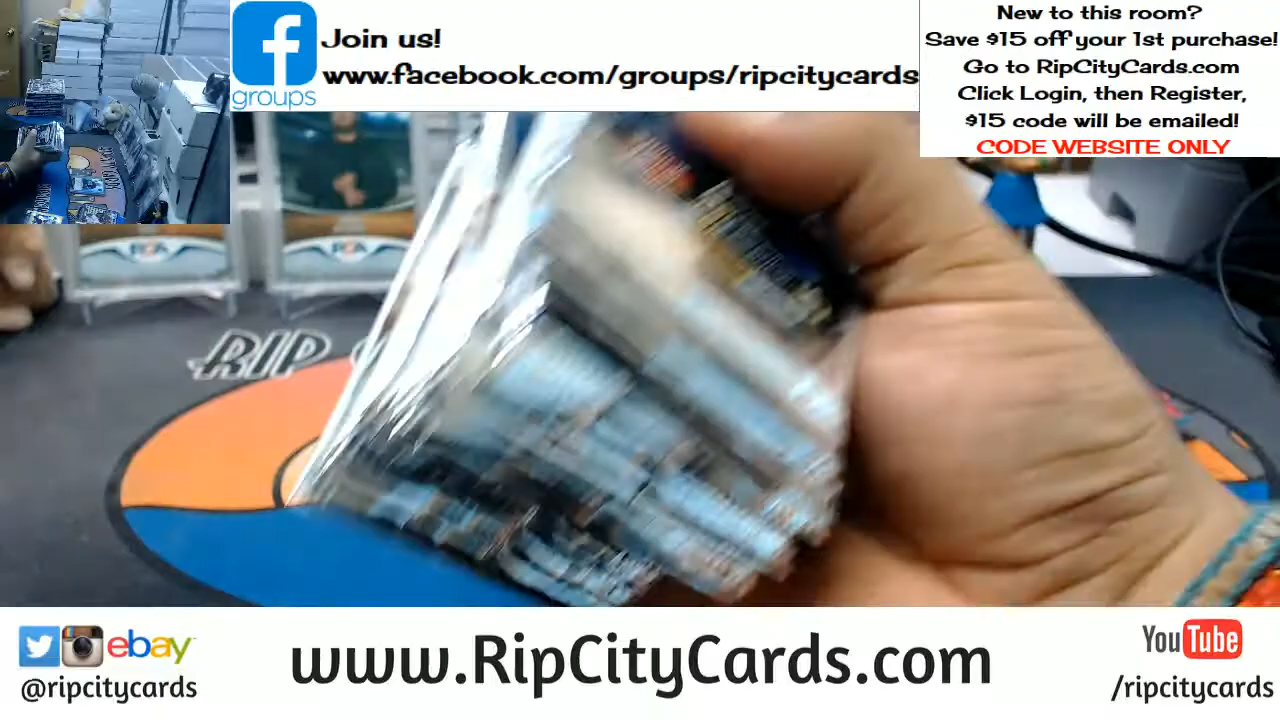 Join us!
www.facebook.com/groups/ripcitycards
groups
New to this room?
Save $15 off your 1st purchase!
Go to RipCityCards.com
Click Login, then Register,
$15 code will be emailed!
CODE WEBSITE ONLY
RIP
ebay
@ripcitycards
www.RipCityCards.com
YouTube
/ripcitycards